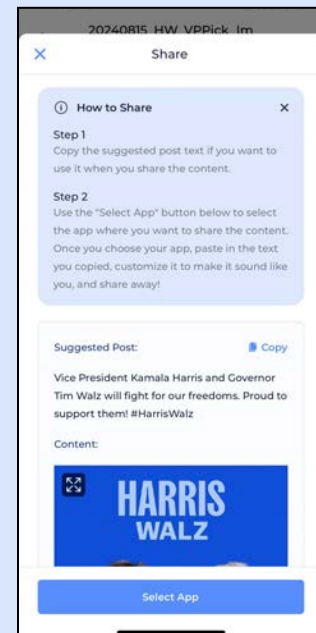 20240815_HW_VPPick_Im
Share
How to Share
Step 1
Copy the suggested post text if you want to
use it when you share the content.
Step 2
Use the "Select App" button below to select
the app where you want to share the content.
Once you choose your app, paste in the text
you copied, customize it to make it sound like
you, and share away!
Suggested Post:
Copy
Vice President Kamala Harris and Governor
Tim Walz will fight for our freedoms. Proud to
support them! #HarrisWalz
Content:
HARRIS
WALZ
Select App